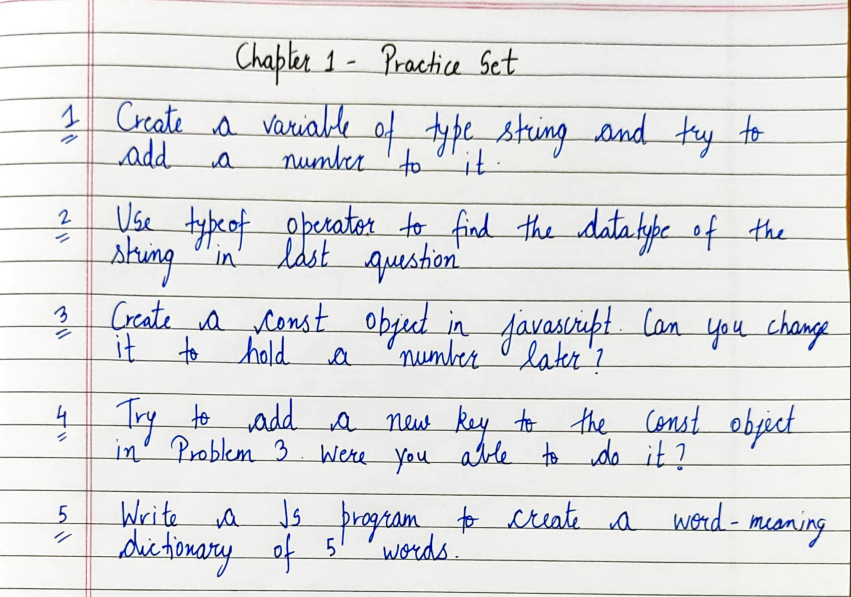 Chapter 1 - Practice Set
1 Create a variable of type string and try to
add a number to it.
2 Use typeof operator to find the datatype of the
string in last question
3 Create a const object in javascript. Can you change
it to hold a number later?
4 Try to add a new key to the const object
in Problem 3. Were you able to do it?
5 Write a Js program to create a word-meaning
dictionary of 5 words.